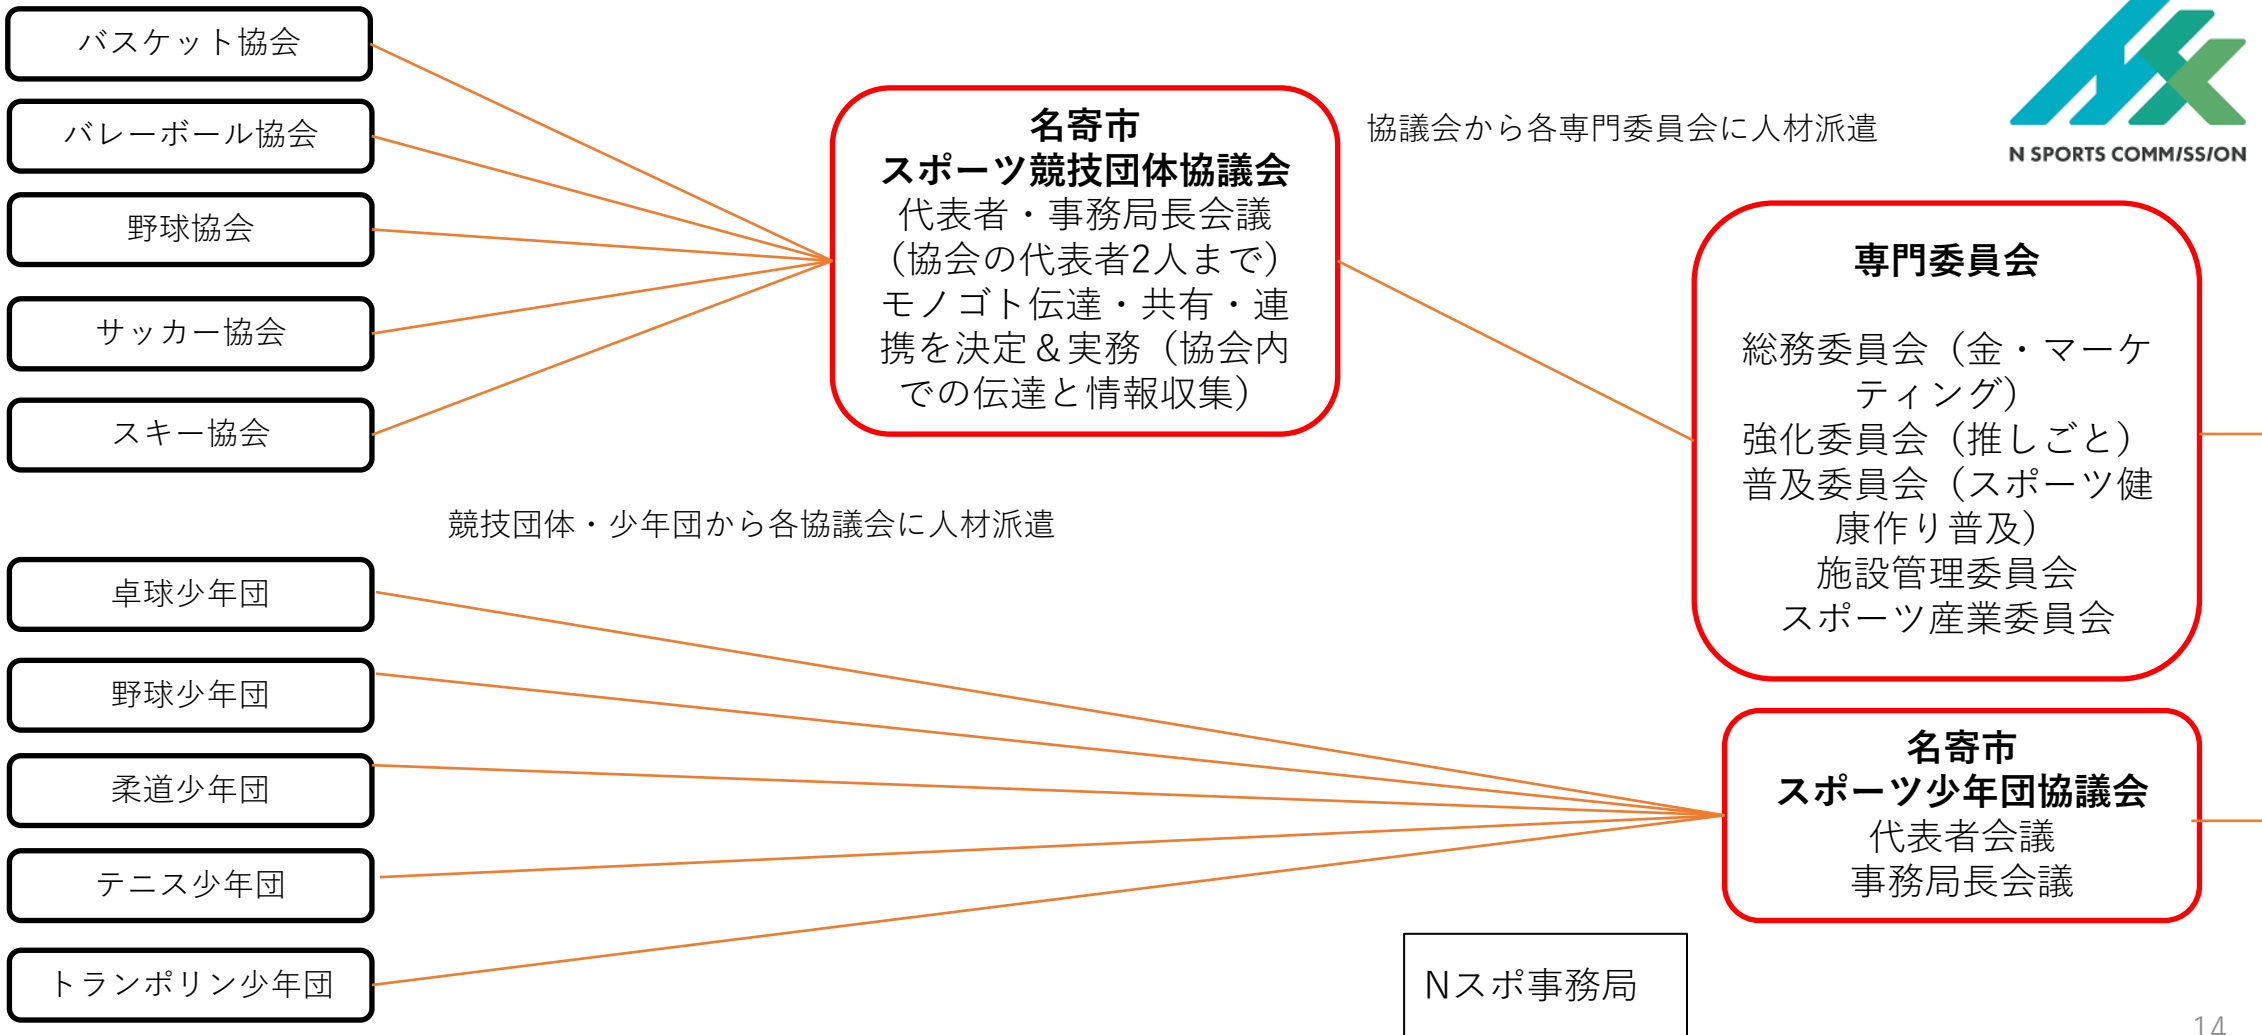 バスケット協会
バレーボール協会
野球協会
サッカー協会
スキー協会
名寄市
スポーツ競技団体協議会
代表者・事務局長会議
（協会の代表者2人まで）
モノゴト伝達・共有・連
携を決定＆実務（協会内
での伝達と情報収集）
協議会から各専門委員会に人材派遣
N SPORTS COMMISSION
専門委員会
総務委員会（金・マーケ
ティング）
強化委員会（推しごと）
普及委員会（スポーツ健
康作り普及）
施設管理委員会
スポーツ産業委員会
競技団体・少年団から各協議会に人材派遣
卓球少年団
野球少年団
柔道少年団
テニス少年団
トランポリン少年団
名寄市
スポーツ少年団協議会
代表者会議
事務局長会議
Nスポ事務局
14